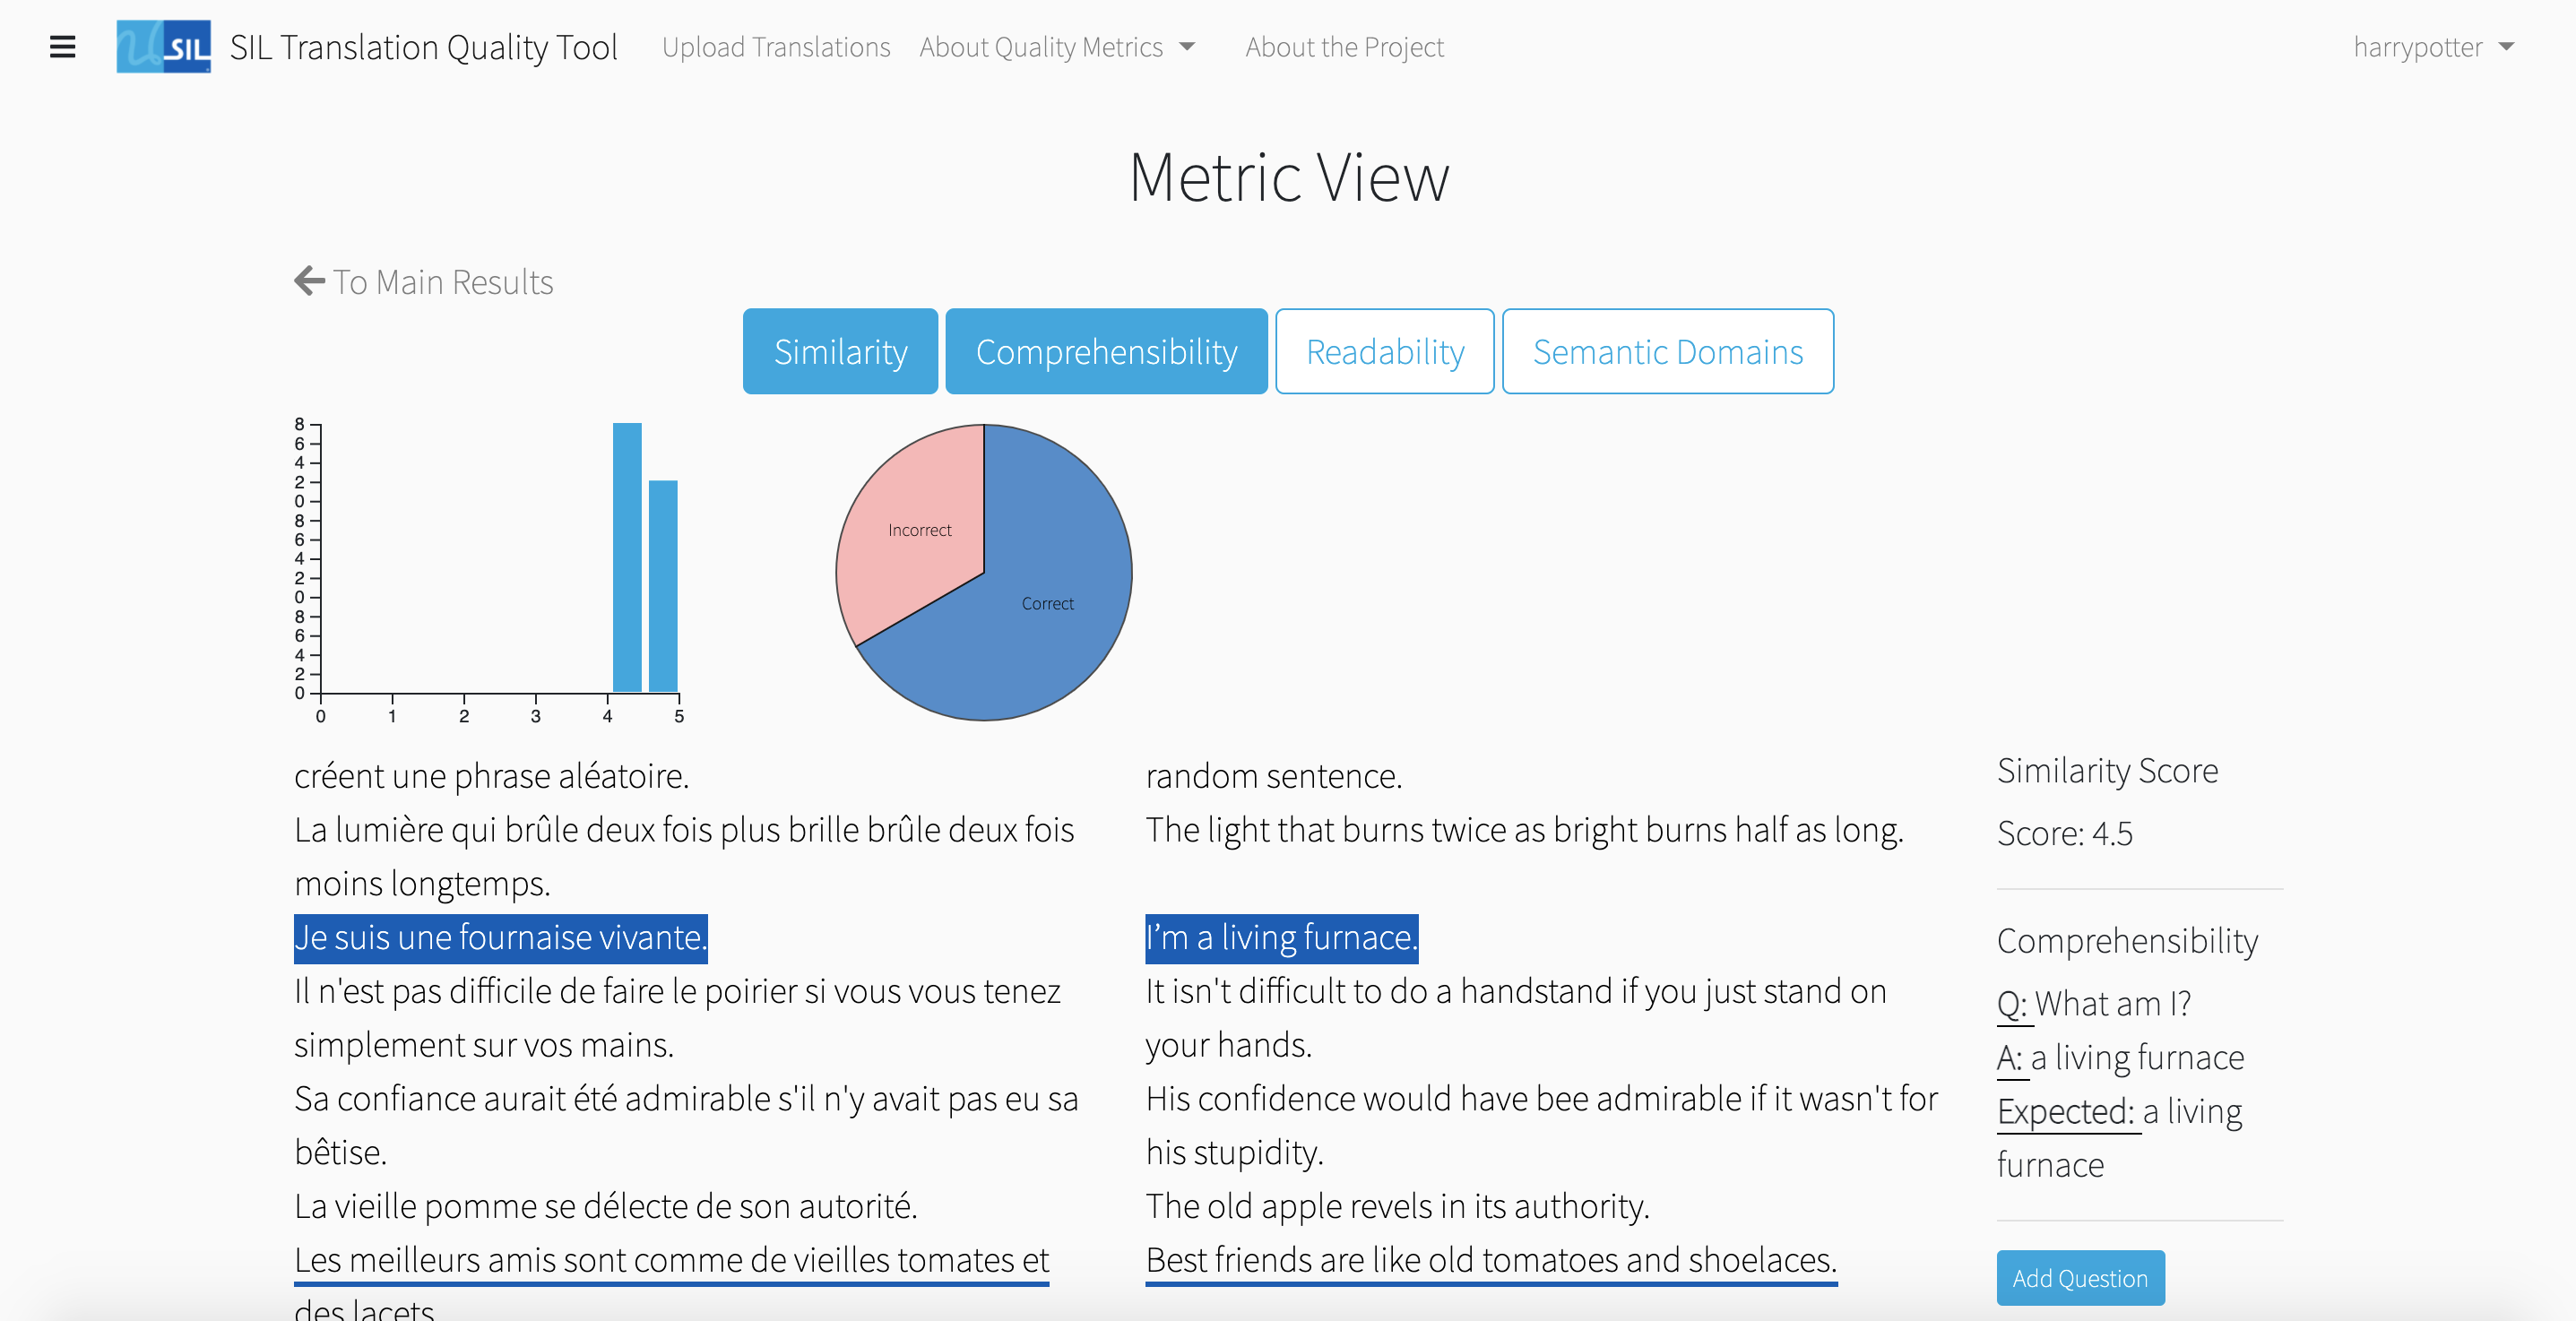 SIL SIL Translation Quality Tool Upload Translations About Quality Metrics About the Project harrypotter
Metric View
To Main Results
Similarity Comprehensibility Readability Semantic Domains
8
6
4
2
0
8
6
4
2
0
8
6
4
2
0
0 1 2 3 4 5
Incorrect
Correct
créent une phrase aléatoire.
La lumière qui brûle deux fois plus brille brûle deux fois
moins longtemps.
Je suis une fournaise vivante.
Il n'est pas difficile de faire le poirier si vous vous tenez
simplement sur vos mains.
Sa confiance aurait été admirable s'il n'y avait pas eu sa
bêtise.
La vieille pomme se délecte de son autorité.
Les meilleurs amis sont comme de vieilles tomates et
des lacets
random sentence.
The light that burns twice as bright burns half as long.
I’m a living furnace.
It isn't difficult to do a handstand if you just stand on
your hands.
His confidence would have bee admirable if it wasn't for
his stupidity.
The old apple revels in its authority.
Best friends are like old tomatoes and shoelaces.
Similarity Score
Score: 4.5
Comprehensibility
Q: What am I?
A: a living furnace
Expected: a living
furnace
Add Question